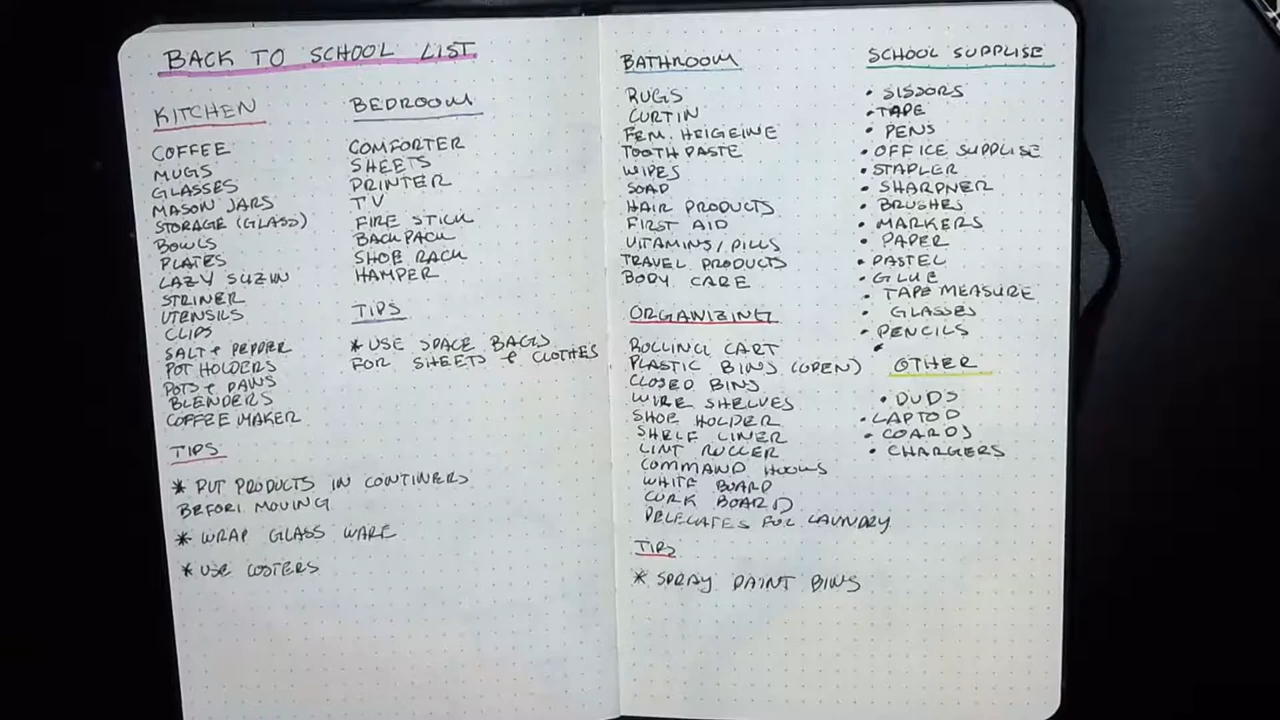 BACK TO SCHOOL LIST
KITCHEN
COFFEE
MUGS
GLASSES
MASON JARS
STORAGE (GLASS)
BOWLS
PLATES
LAZY SUZIN
STRINER
UTENSILS
CLIPS
SALT + PEPPER
POT HOLDERS
POTS + PANS
BLENDERS
COFFEE MAKER
TIPS
* PUT PRODUCTS IN CONTINERS
BEFORE MOVING
* WRAP GLASS WARE
* USE COSTERS
BEDROOM
COMFORTER
SHEETS
PRINTER
TV
FIRE STICK
BACKPACK
SHOE RACK
HAMPER
TIPS
* USE SPACE BAGS
FOR SHEETS + CLOTHES
BATHROOM
RUGS
CURTIN
FEM. HEIGEINE
TOOTH PASTE
WIPES
SOAP
HAIR PRODUCTS
FIRST AID
VITAMINS/PILLS
TRAVEL PRODUCTS
BODY CARE
ORGANIZING
ROLLING CART
PLASTIC BINS (OPEN)
CLOSED BINS
WIRE SHELVES
SHOE HOLDER
SHELF LINER
LINT ROLLER
COMMAND HOOKS
WHITE BOARD
CORK BOARD
DELECATES FOR LAUNDRY
TIPS
* SPRAY PAINT BINS
SCHOOL SUPPLISE
• SISSORS
• TAPE
• PENS
• OFFICE SUPPLISE
• STAPLER
• SHARPNER
• BRUSHES
• MARKERS
• PAPER
• PASTEL
• GLUE
• TAPE MEASURE
• GLASSES
• PENCILS
OTHER
• PUDS
• LAPTOP
• COARDS
• CHARGERS